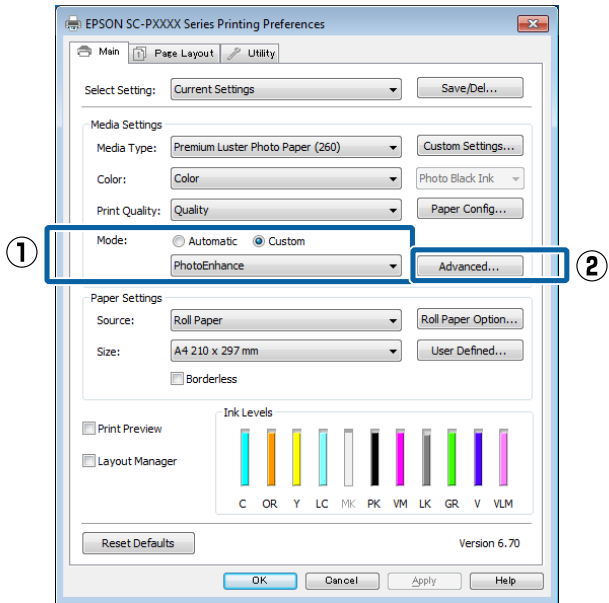 EPSON SC-PXXXX Series Printing Preferences
Main Page Layout Utility
Select Setting: Current Settings Save/Del...
Media Settings
Media Type: Premium Luster Photo Paper (260) Custom Settings...
Color: Color Photo Black Ink
Print Quality: Quality Paper Config...
Mode: Automatic Custom
1 PhotoEnhance Advanced... 2
Paper Settings
Source: Roll Paper Roll Paper Option...
Size: A4 210 x 297 mm User Defined...
Borderless
Ink Levels
Print Preview
Layout Manager
C OR Y LC MK PK VM LK GR V VLM
Reset Defaults Version 6.70
OK Cancel Apply Help